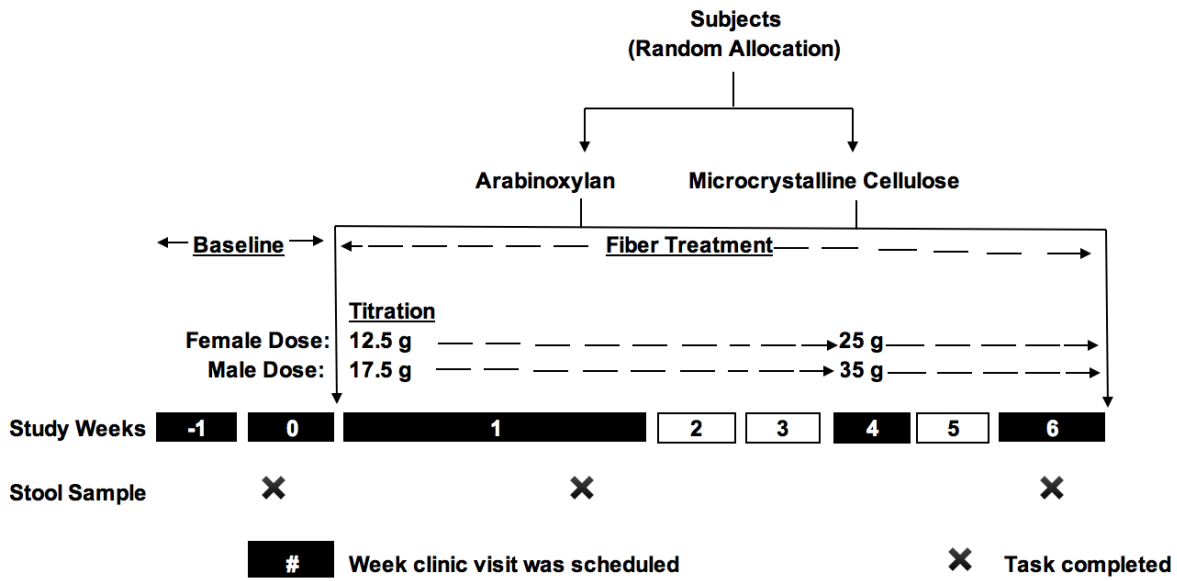 Subjects
(Random Allocation)
Arabinoxylan Microcrystalline Cellulose
Baseline Fiber Treatment
Titration
Female Dose: 12.5 g 25 g
Male Dose: 17.5 g 35 g
Study Weeks -1 0 1 2 3 4 5 6
Stool Sample
# Week clinic visit was scheduled Task completed